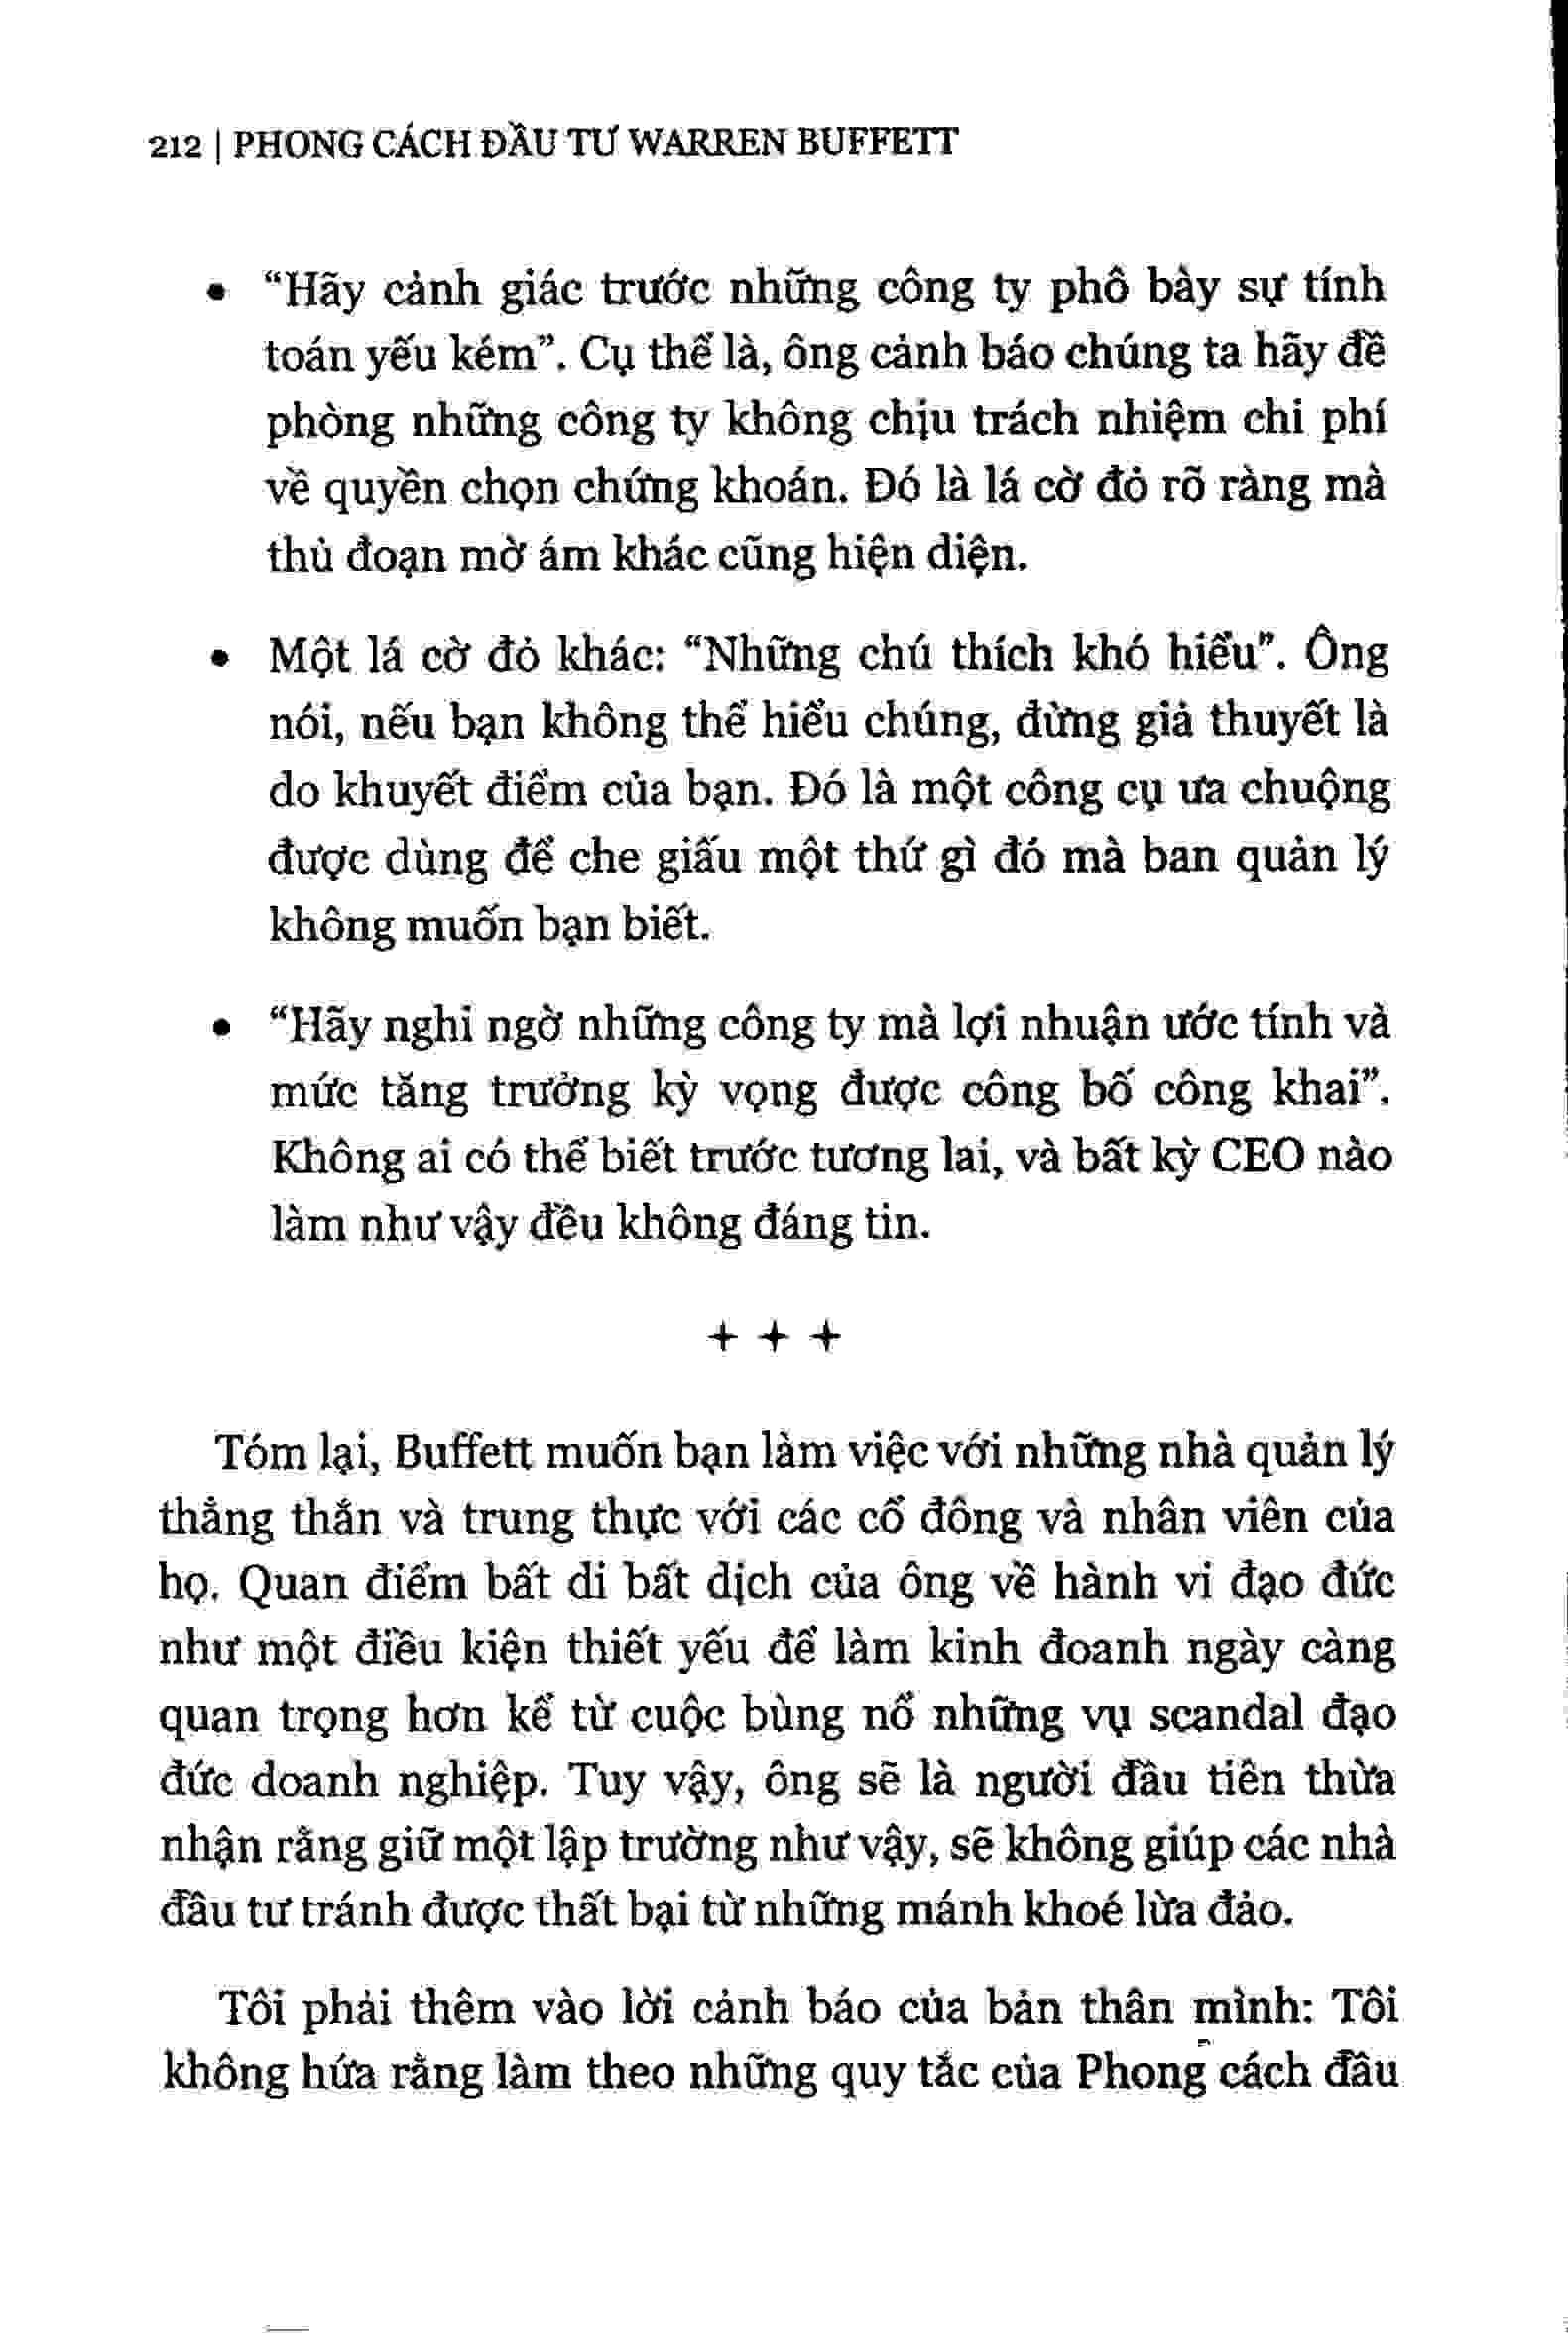 212 | PHONG CÁCH ĐẦU TƯ WARREN BUFFETT
• “Hãy cảnh giác trước những công ty phô bày sự tính
toán yếu kém”. Cụ thể là, ông cảnh báo chúng ta hãy đề
phòng những công ty không chịu trách nhiệm chi phí
về quyền chọn chứng khoán. Đó là lá cờ đỏ rõ ràng mà
thủ đoạn mờ ám khác cũng hiện diện.
• Một lá cờ đỏ khác: “Những chú thích khó hiểu”. Ông
nói, nếu bạn không thể hiểu chúng, đừng giả thuyết là
do khuyết điểm của bạn. Đó là một công cụ ưa chuộng
được dùng để che giấu một thứ gì đó mà ban quản lý
không muốn bạn biết.
• “Hãy nghi ngờ những công ty mà lợi nhuận ước tính và
mức tăng trưởng kỳ vọng được công bố công khai”.
Không ai có thể biết trước tương lai, và bất kỳ CEO nào
làm như vậy đều không đáng tin.
+ + +
Tóm lại, Buffett muốn bạn làm việc với những nhà quản lý
thẳng thắn và trung thực với các cổ đông và nhân viên của
họ. Quan điểm bất di bất dịch của ông về hành vi đạo đức
như một điều kiện thiết yếu để làm kinh doanh ngày càng
quan trọng hơn kể từ cuộc bùng nổ những vụ scandal đạo
đức doanh nghiệp. Tuy vậy, ông sẽ là người đầu tiên thừa
nhận rằng giữ một lập trường như vậy, sẽ không giúp các nhà
đầu tư tránh được thất bại từ những mánh khoé lừa đảo.
Tôi phải thêm vào lời cảnh báo của bản thân mình: Tôi
không hứa rằng làm theo những quy tắc của Phong cách đầu